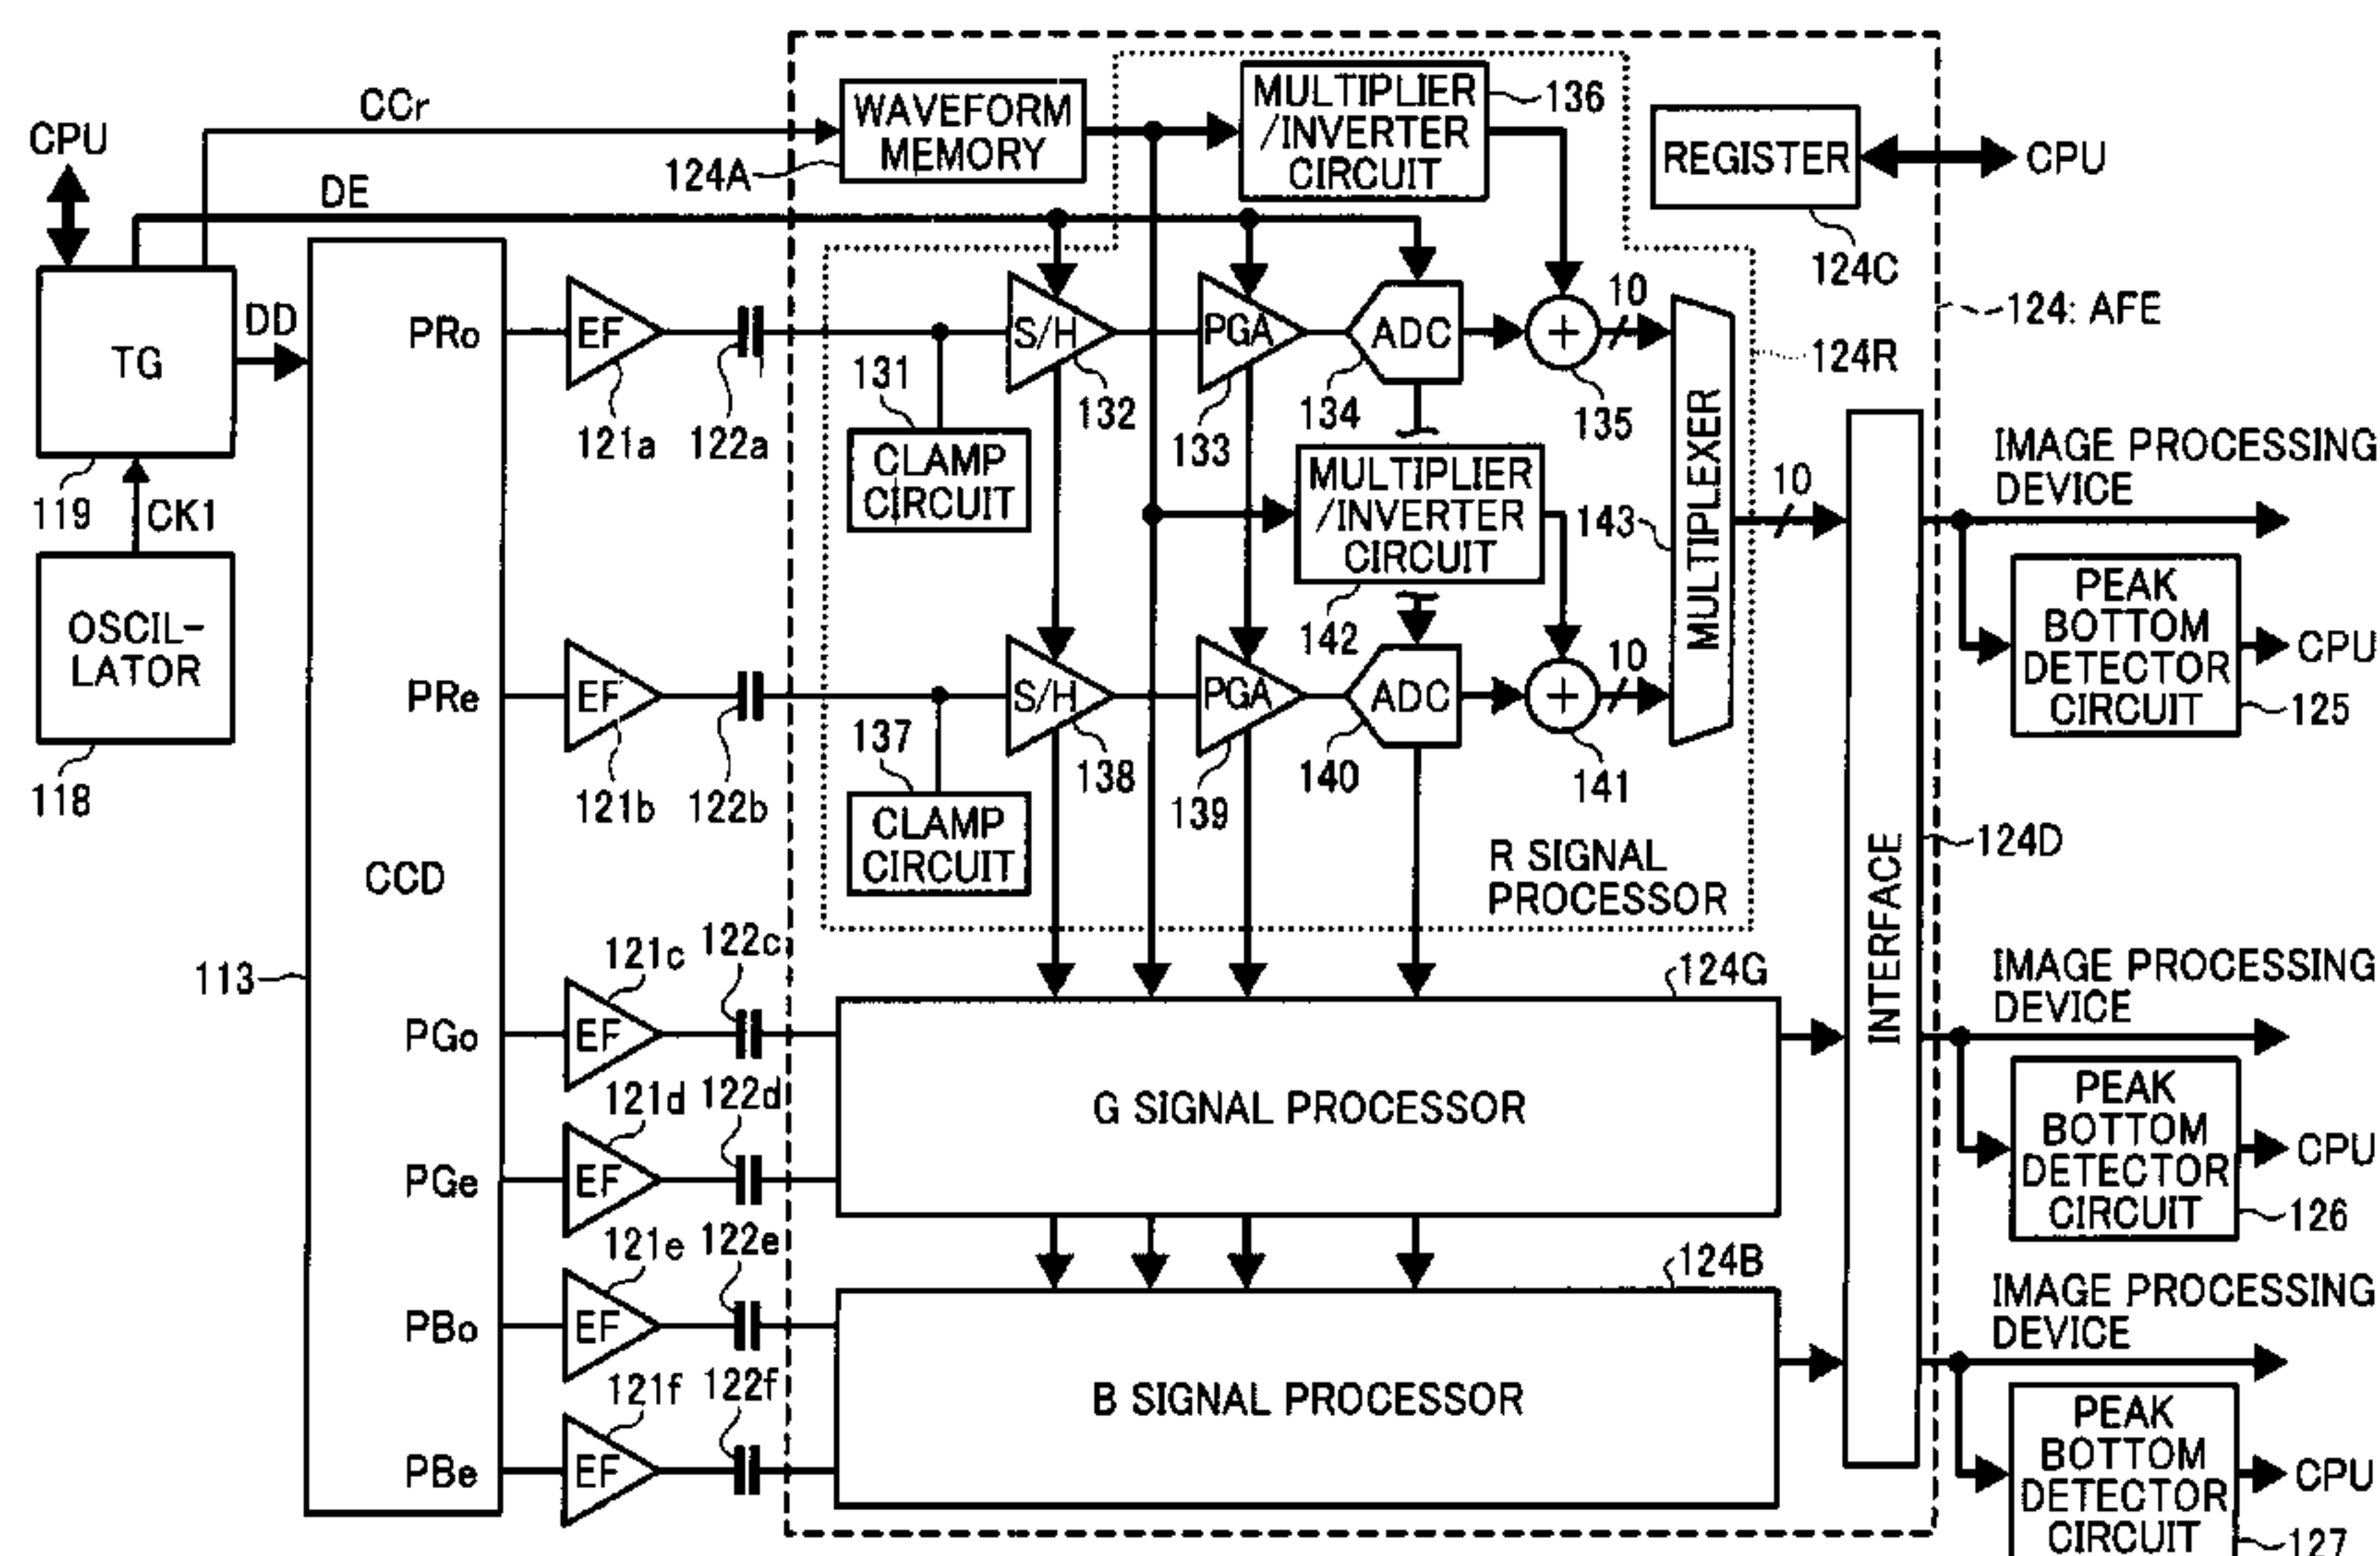 CPU
CCr
DE
WAVEFORM
MEMORY
124A
MULTIPLIER
/INVERTER
CIRCUIT
136
REGISTER
CPU
124C
124: AFE
124R
TG
119
DD
CK1
OSCIL-
LATOR
118
CCD
113
PRo
PRe
PGo
PGe
PBo
PBe
EF
121a
122a
131
CLAMP
CIRCUIT
S/H
132
PGA
133
ADC
134
+
135
10
EF
121b
122b
137
CLAMP
CIRCUIT
S/H
138
PGA
139
MULTIPLIER
/INVERTER
CIRCUIT
142
ADC
140
+
141
10
MULTIPLEXER
143
10
R SIGNAL
PROCESSOR
INTERFACE
124D
IMAGE PROCESSING
DEVICE
PEAK
BOTTOM
DETECTOR
CIRCUIT
CPU
125
121c
122c
EF
121d
122d
EF
124G
G SIGNAL PROCESSOR
IMAGE PROCESSING
DEVICE
PEAK
BOTTOM
DETECTOR
CIRCUIT
CPU
126
121e
122e
EF
121f
122f
EF
124B
B SIGNAL PROCESSOR
IMAGE PROCESSING
DEVICE
PEAK
BOTTOM
DETECTOR
CIRCUIT
CPU
127